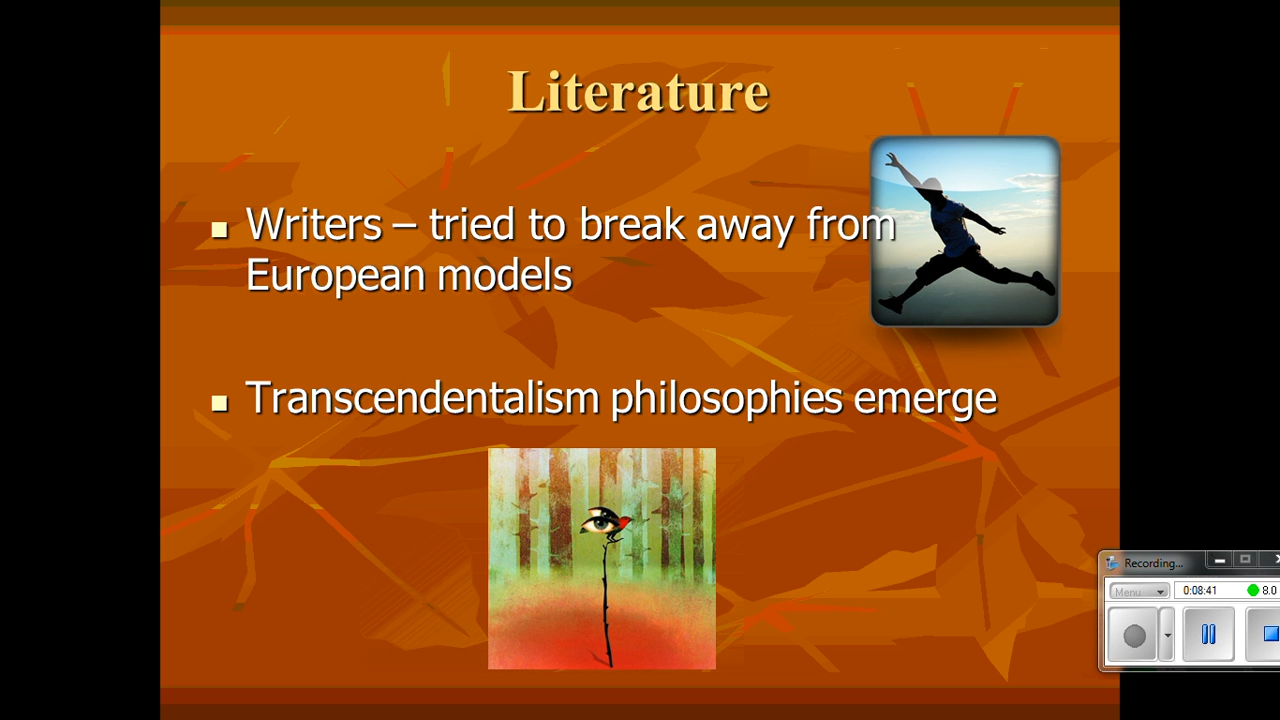 Literature
Writers – tried to break away from
European models
Transcendentalism philosophies emerge
Recording...
Menu
0:08:41
8.0